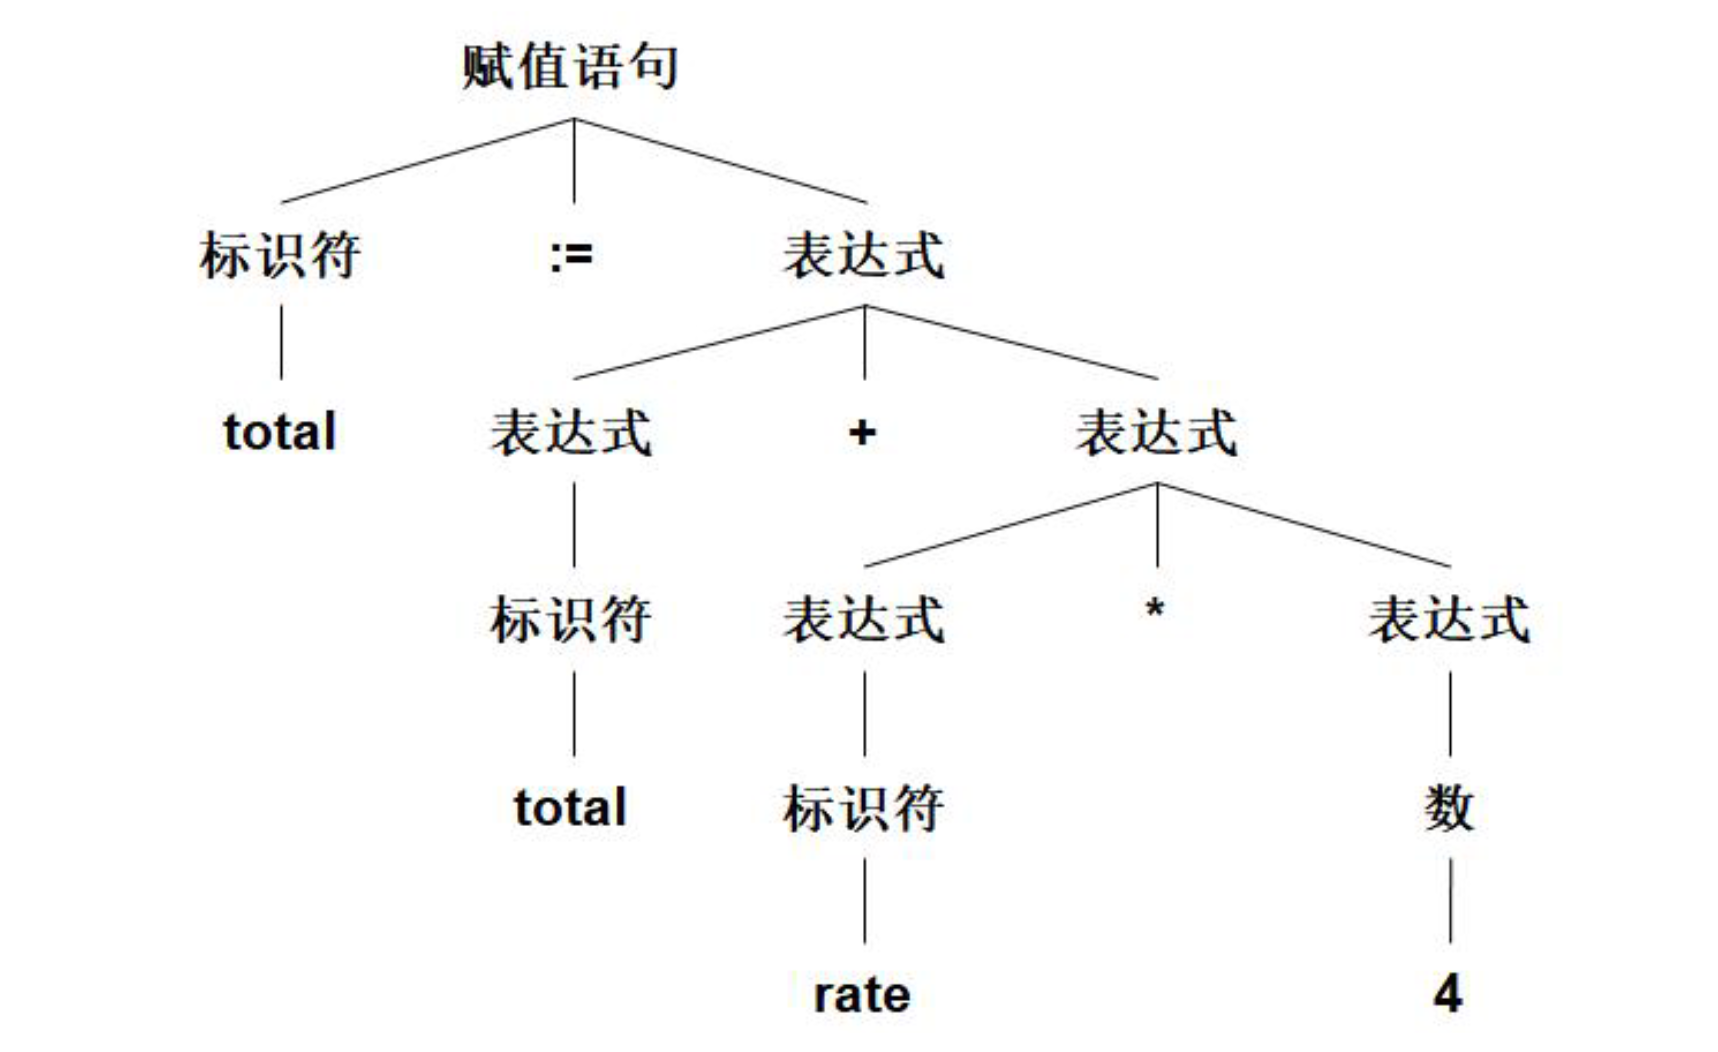 赋值语句
标识符 := 表达式
total 表达式 + 表达式
标识符 表达式 * 表达式
total 标识符 数
rate 4